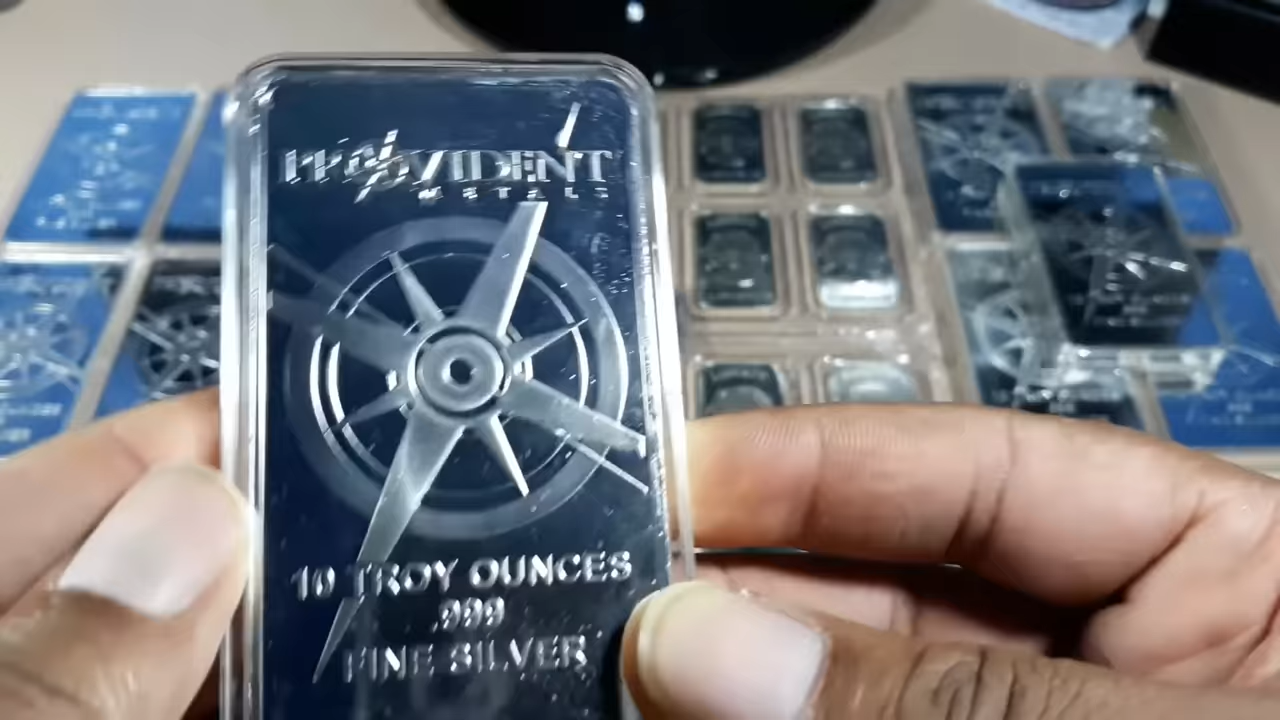 PROVIDENT
METALS
10 TROY OUNCES
.999
FINE SILVER